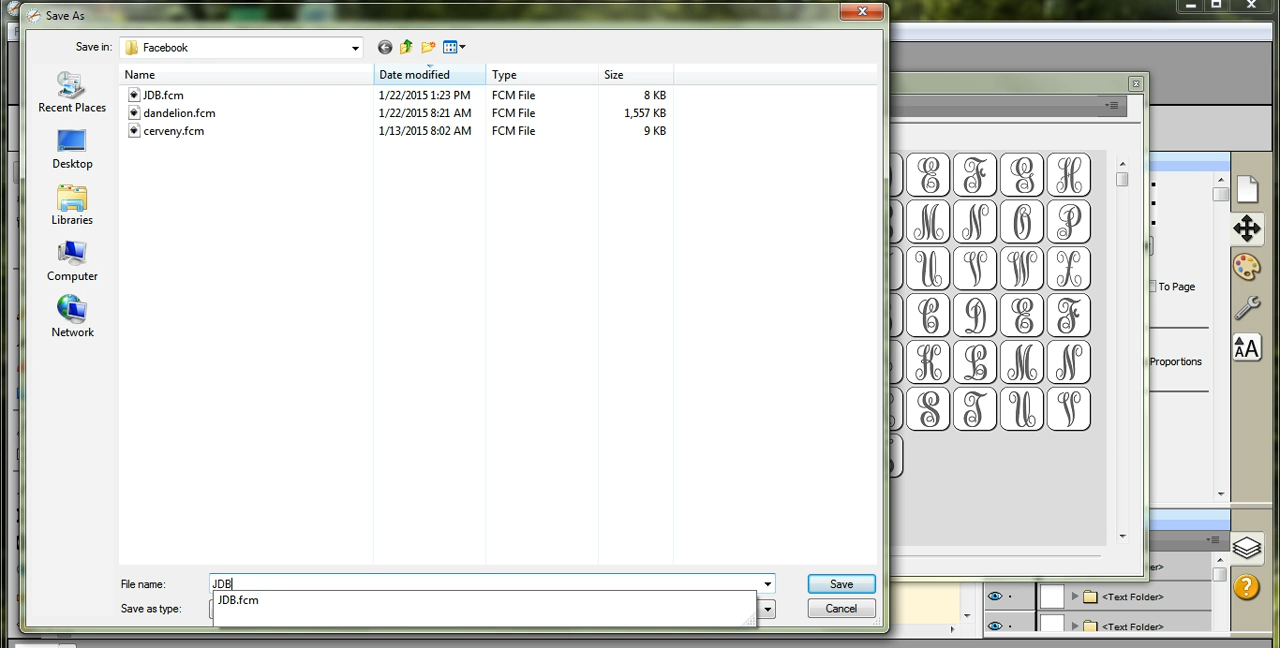 Save As
Save in: Facebook
Name Date modified Type Size
JDB.fcm 1/22/2015 1:23 PM FCM File 8 KB
dandelion.fcm 1/22/2015 8:21 AM FCM File 1,557 KB
cerveny.fcm 1/13/2015 8:02 AM FCM File 9 KB
Recent Places
Desktop
Libraries
Computer
Network
File name: JDB Save
JDB.fcm
Save as type: Cancel
E F G H
M N O P
U V W X
C D E F
K L M N
S T U V
To Page
Proportions
AA
<Text Folder>
<Text Folder>